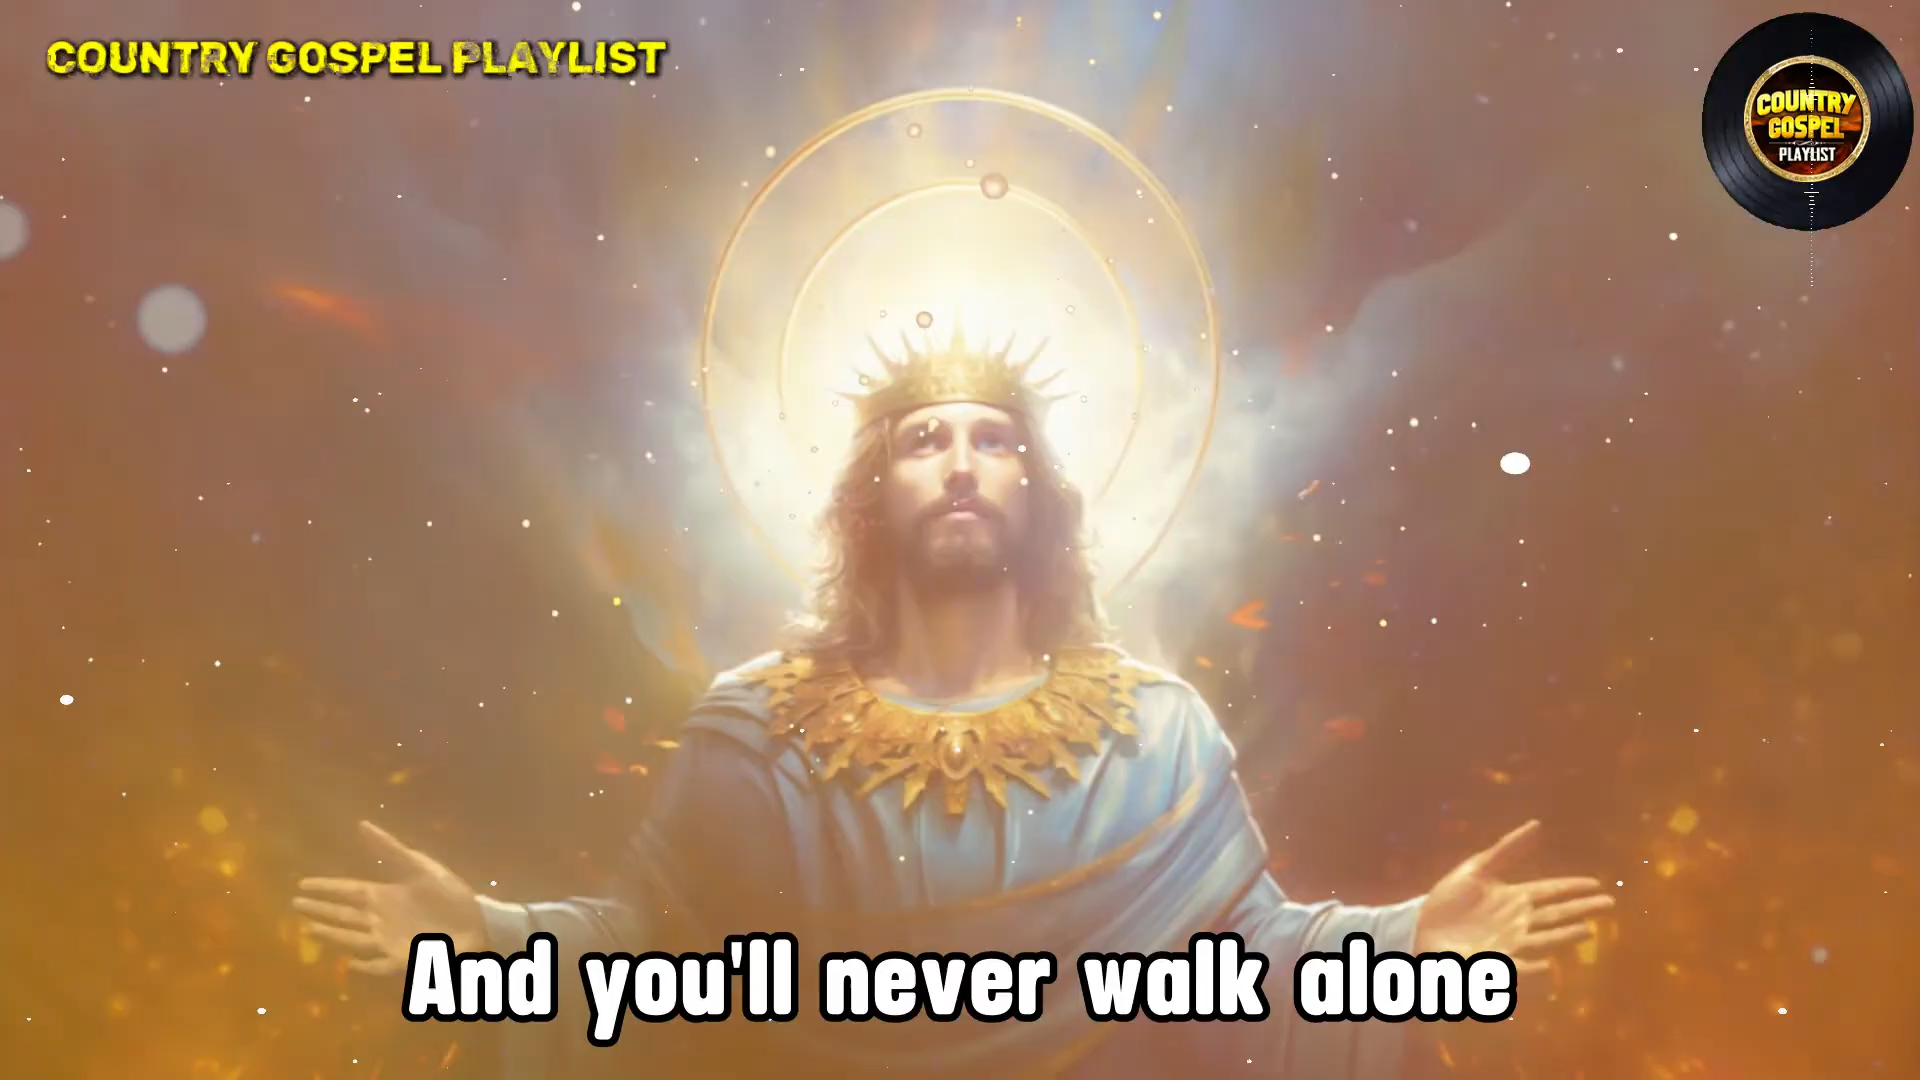 COUNTRY GOSPEL PLAYLIST
COUNTRY
GOSPEL
PLAYLIST
And you'll never walk alone